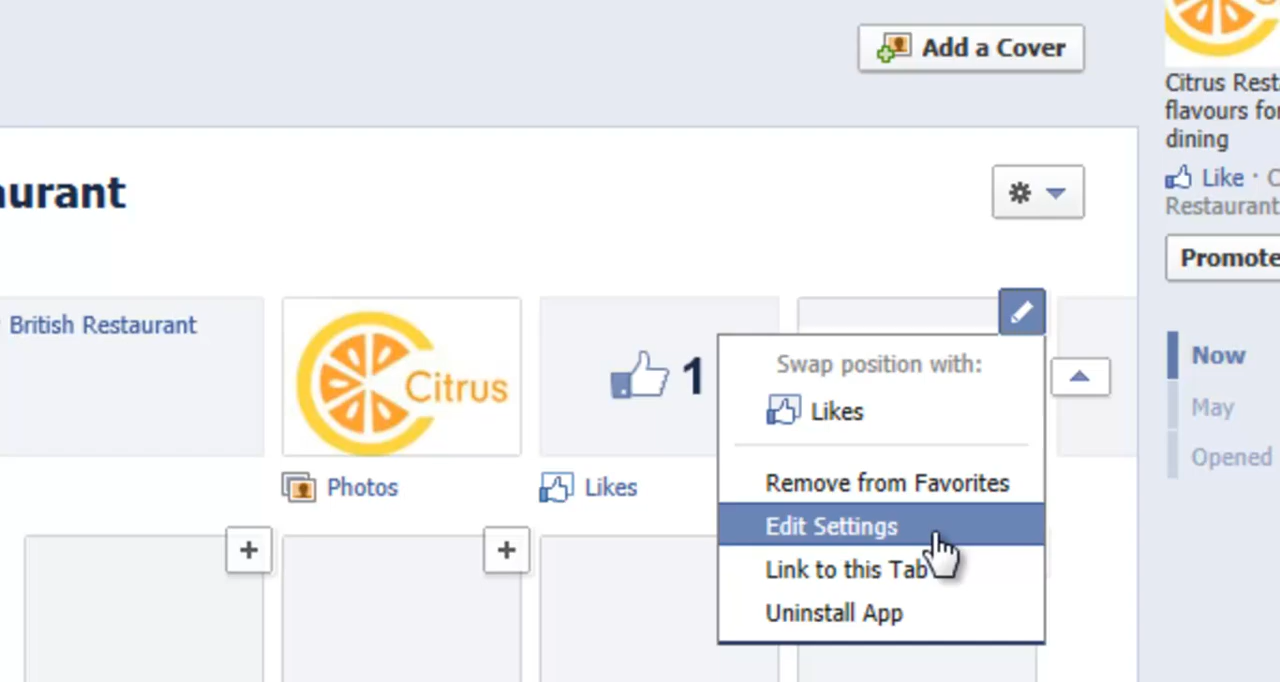 Add a Cover
aurant
British Restaurant
Citrus
Photos
1
Likes
Swap position with:
Likes
Remove from Favorites
Edit Settings
Link to this Tab
Uninstall App
Citrus Rest
flavours for
dining
Like · C
Restaurant
Promote
Now
May
Opened